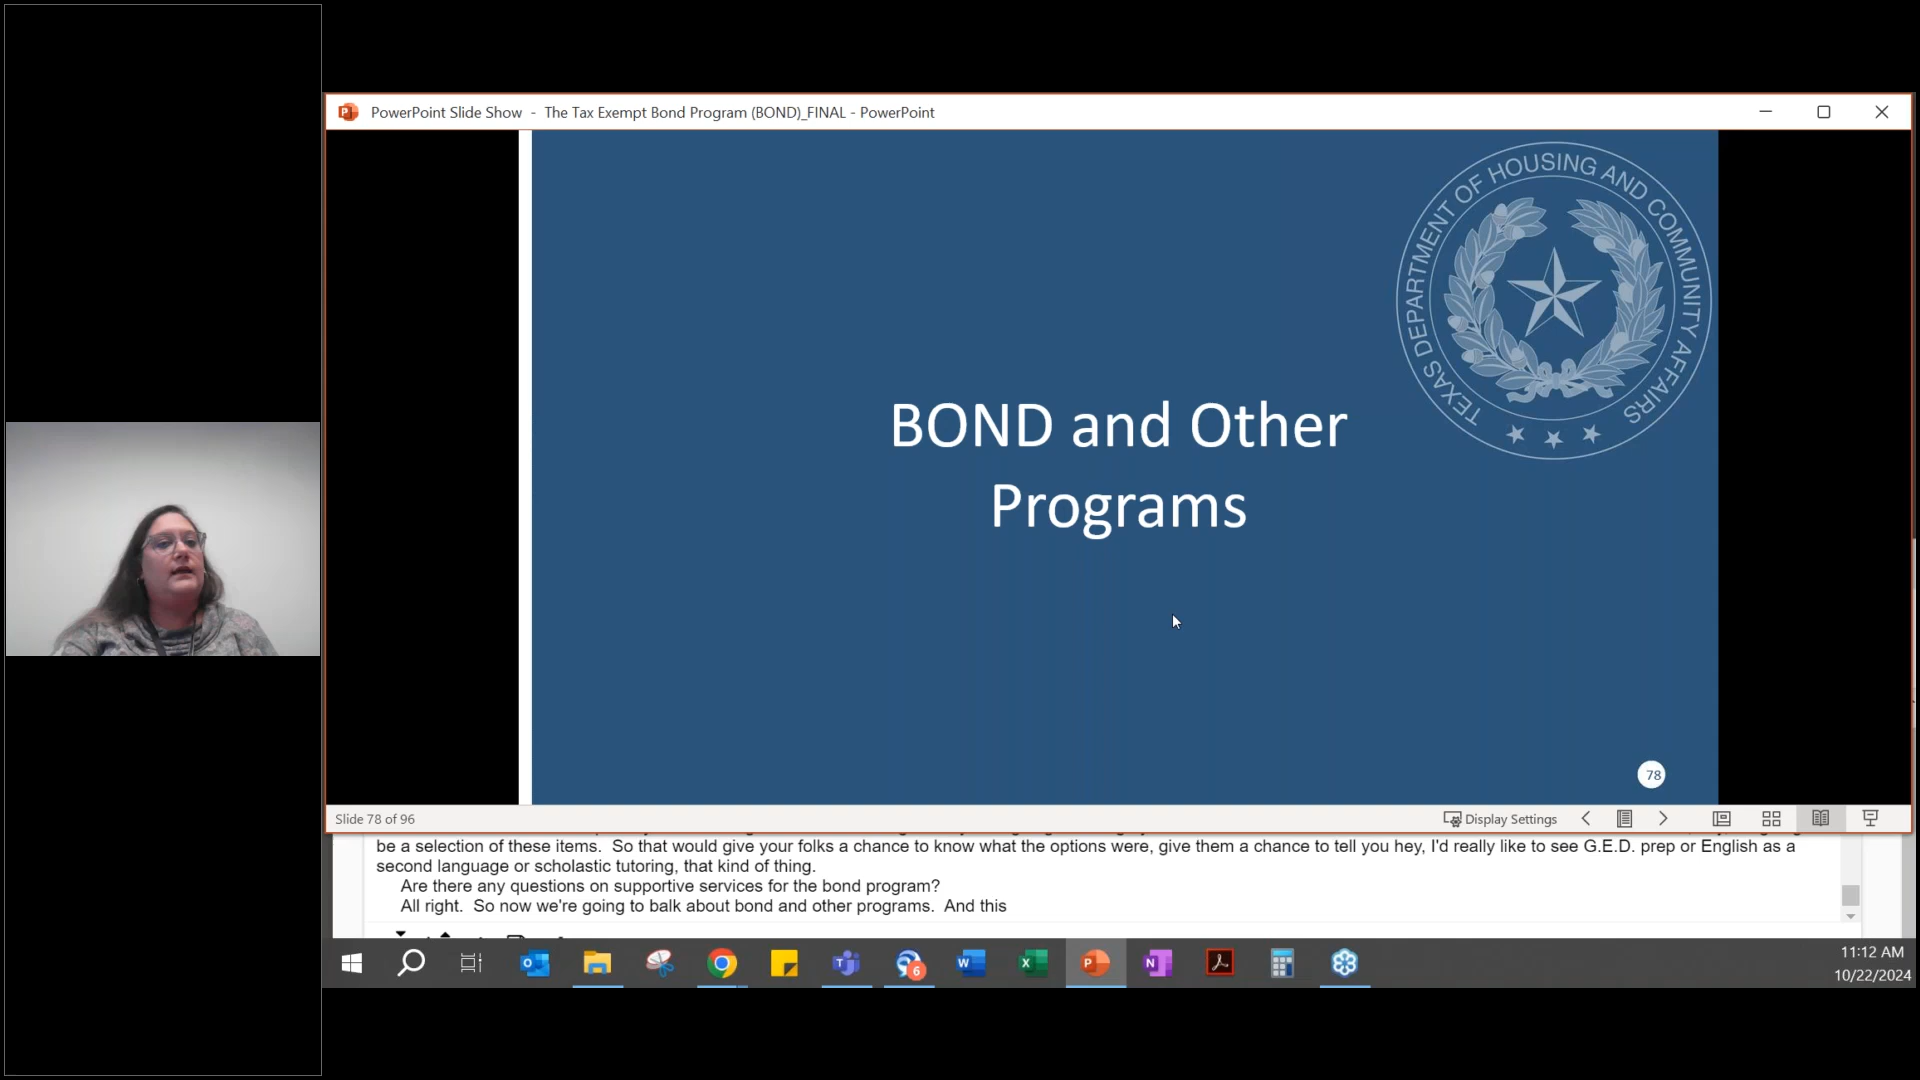 PowerPoint Slide Show - The Tax Exempt Bond Program (BOND)_FINAL - PowerPoint
TEXAS DEPARTMENT OF HOUSING AND COMMUNITY AFFAIRS
BOND and Other
Programs
78
Slide 78 of 96
Display Settings
be a selection of these items. So that would give your folks a chance to know what the options were, give them a chance to tell you hey, I'd really like to see G.E.D. prep or English as a
second language or scholastic tutoring, that kind of thing.
Are there any questions on supportive services for the bond program?
All right. So now we're going to balk about bond and other programs. And this
6
11:12 AM
10/22/2024